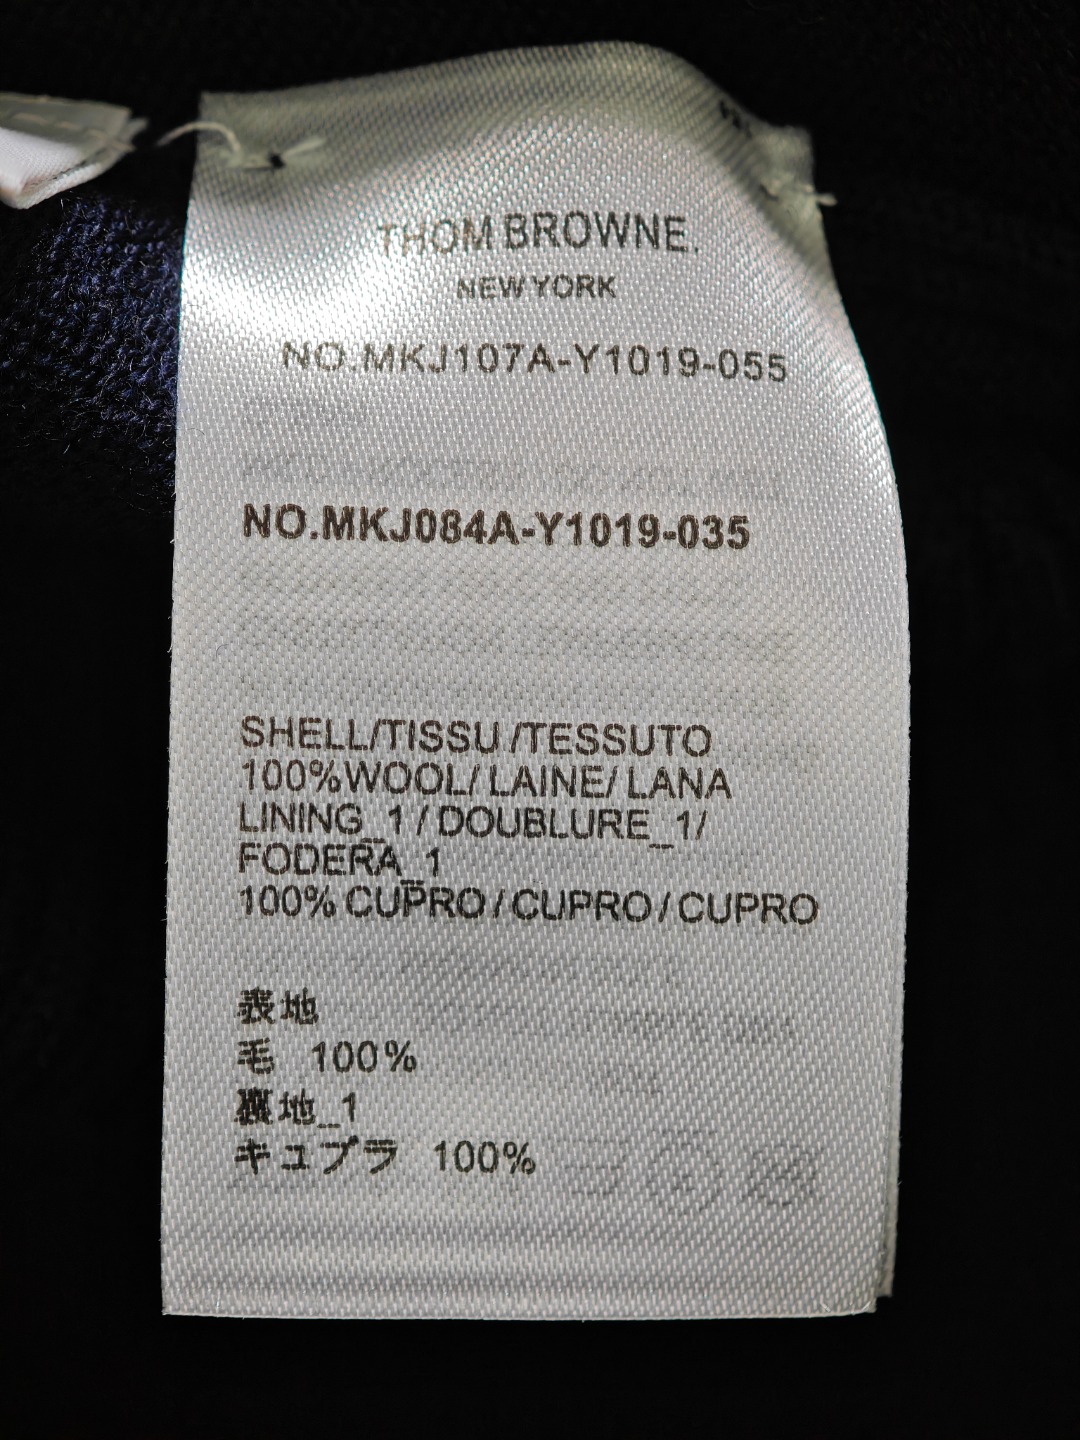 THOM BROWNE.
NEW YORK
NO.MKJ107A-Y1019-055
NO.MKJ084A-Y1019-035
SHELL/TISSU/TESSUTO
100%WOOL/ LAINE/ LANA
LINING_1 / DOUBLURE_1/
FODERA_1
100% CUPRO / CUPRO / CUPRO
表地
毛 100%
裏地_1
キュプラ 100%